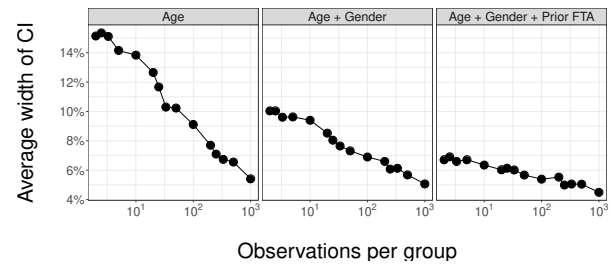 Age
Age + Gender
Age + Gender + Prior FTA
Average width of CI
14%
12%
10%
8%
6%
4%
10¹ 10² 10³
10¹ 10² 10³
10¹ 10² 10³
Observations per group